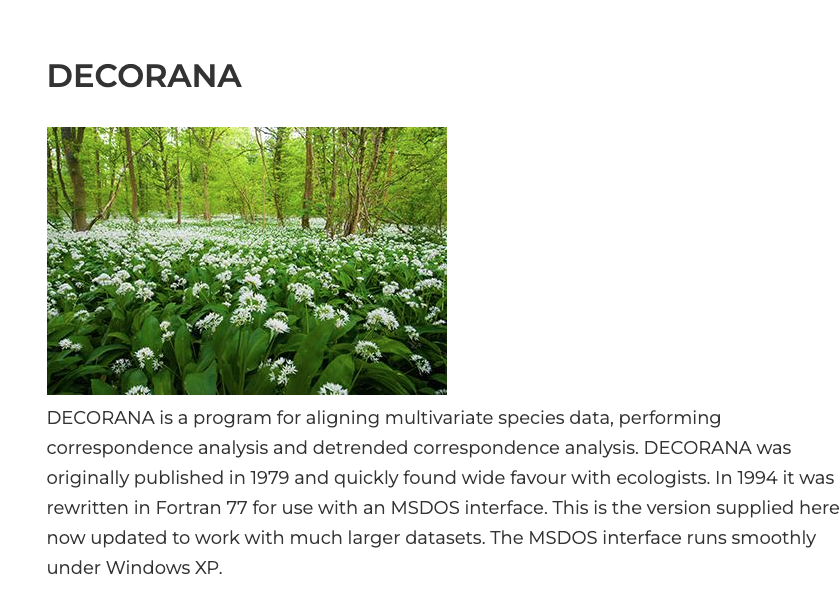 DECORANA
DECORANA is a program for aligning multivariate species data, performing
correspondence analysis and detrended correspondence analysis. DECORANA was
originally published in 1979 and quickly found wide favour with ecologists. In 1994 it was
rewritten in Fortran 77 for use with an MSDOS interface. This is the version supplied here
now updated to work with much larger datasets. The MSDOS interface runs smoothly
under Windows XP.